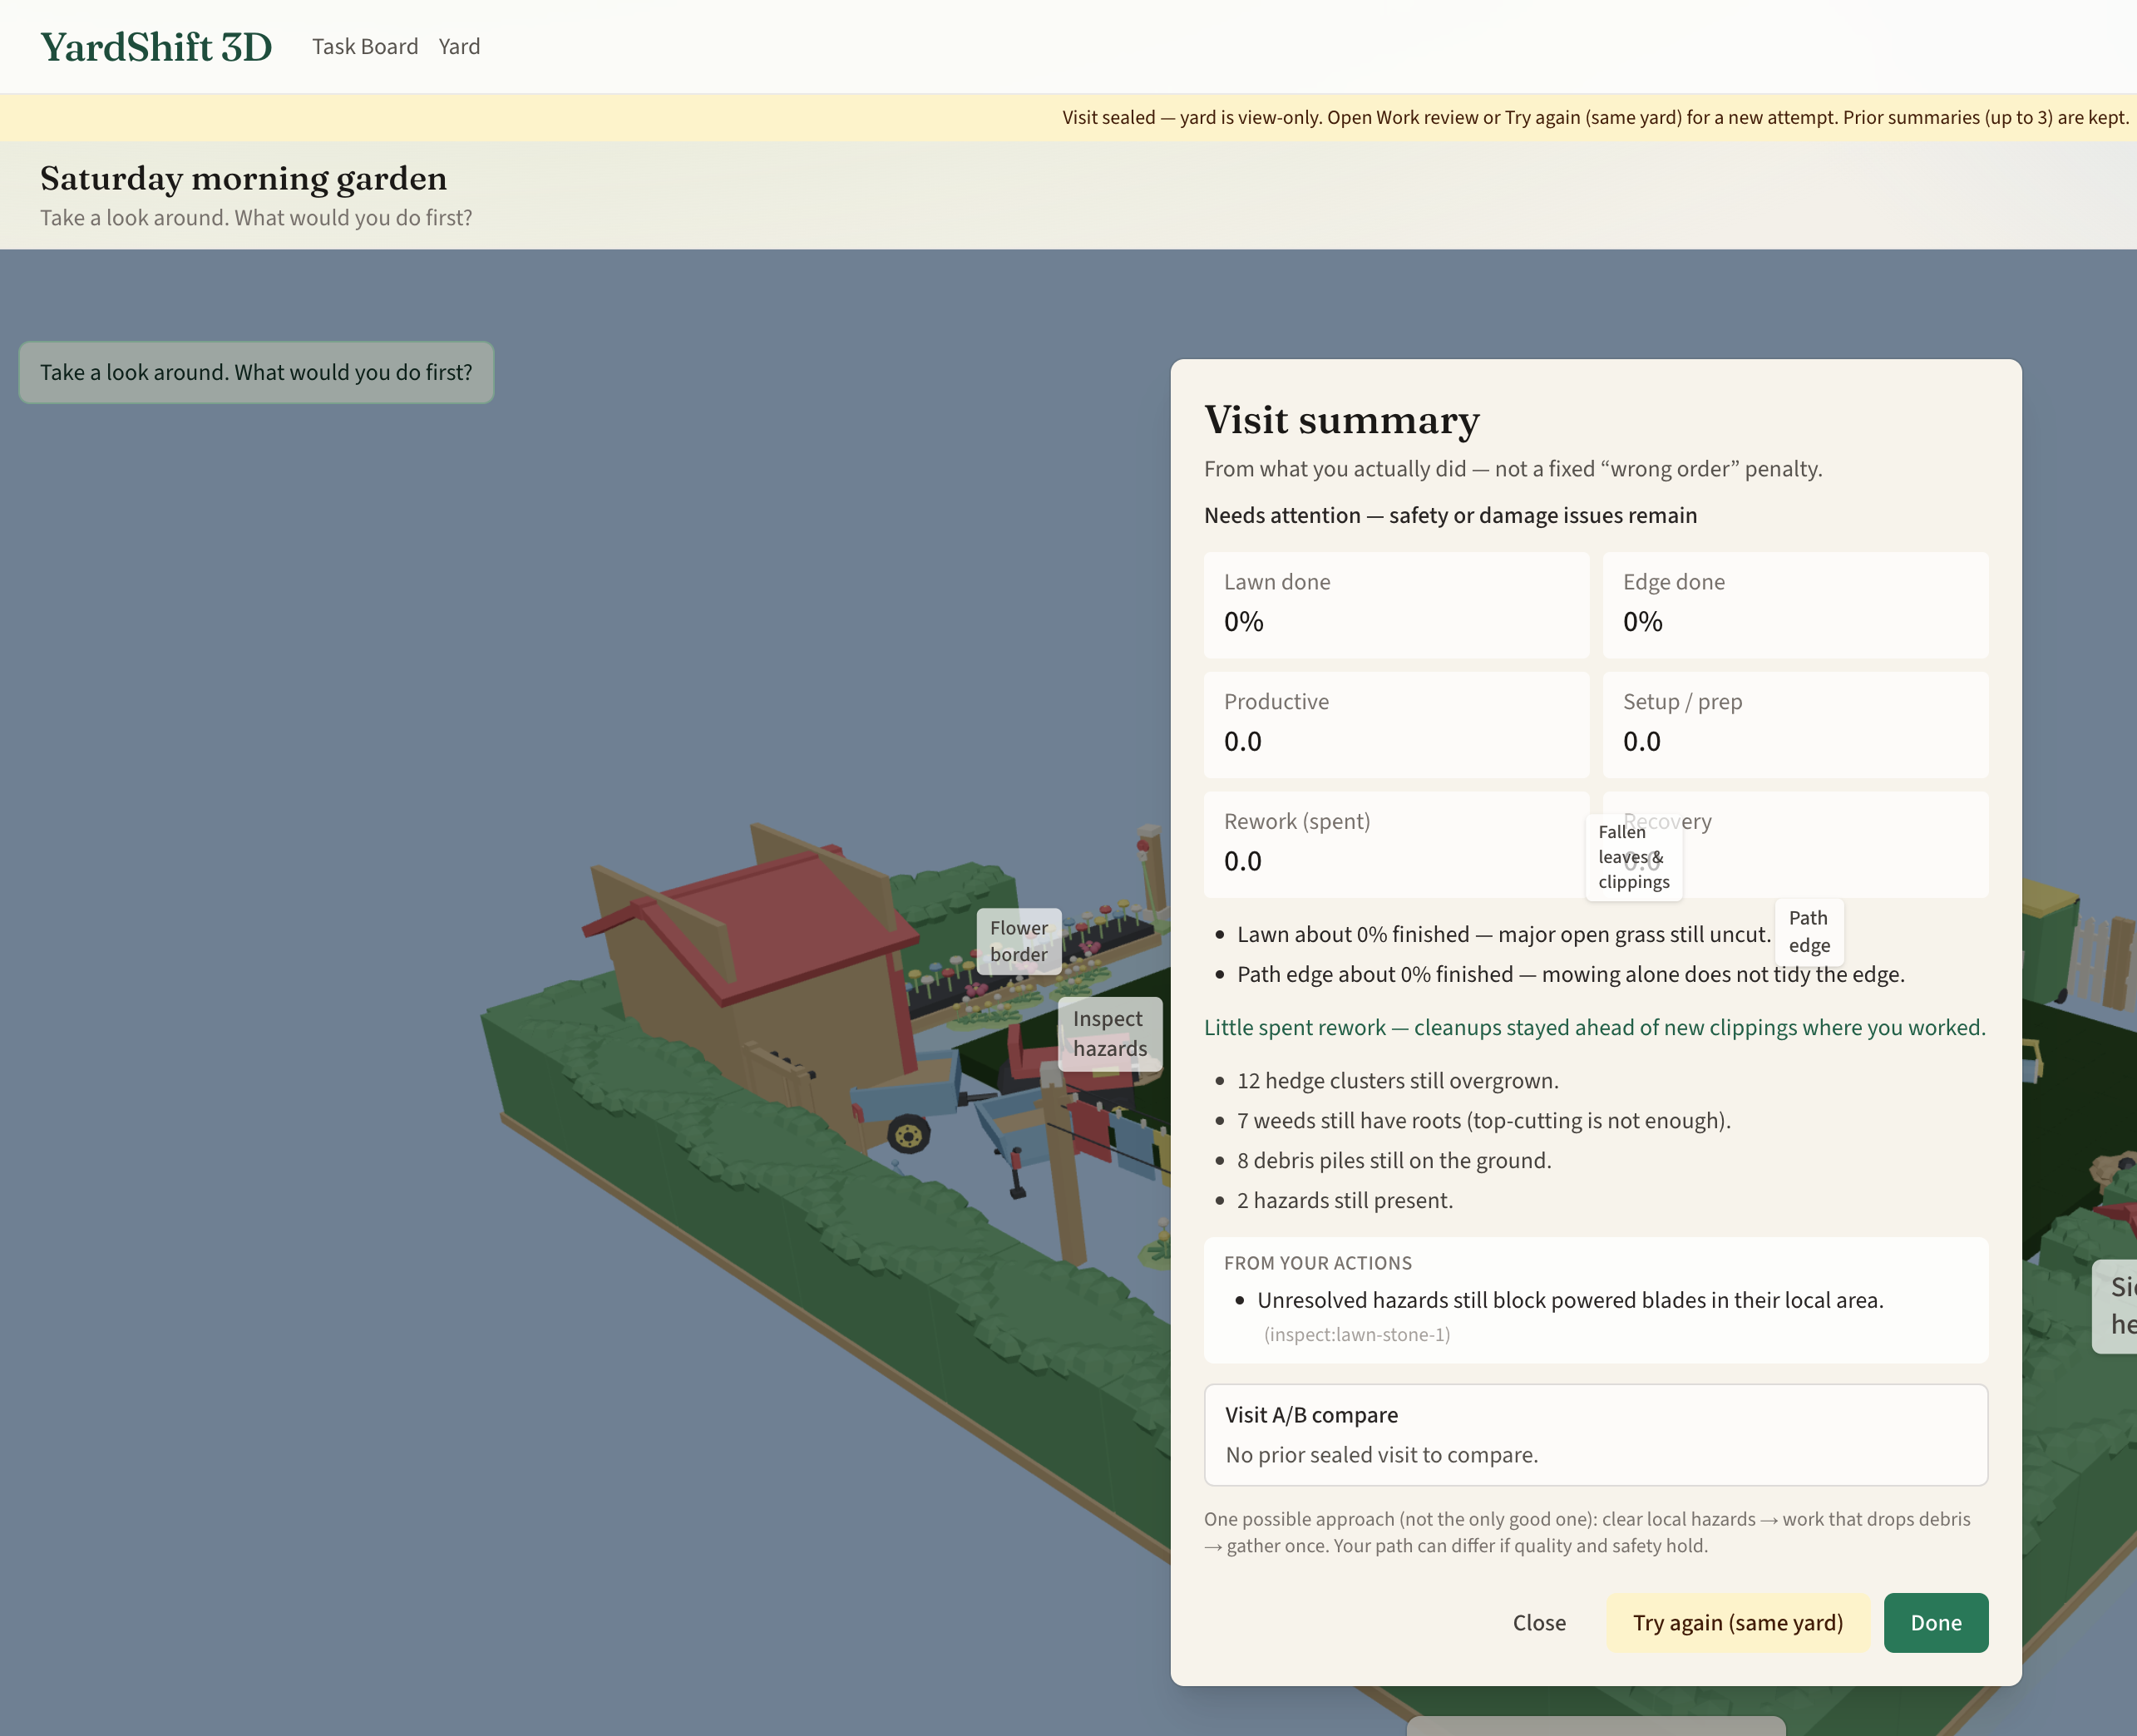 YardShift 3D
Task Board
Yard
Visit sealed — yard is view-only. Open Work review or Try again (same yard) for a new attempt. Prior summaries (up to 3) are kept.
Saturday morning garden
Take a look around. What would you do first?
Take a look around. What would you do first?
Visit summary
From what you actually did — not a fixed “wrong order” penalty.
Needs attention — safety or damage issues remain
Lawn done
0%
Edge done
0%
Productive
0.0
Setup / prep
0.0
Rework (spent)
0.0
Recovery
0.0
Fallen
leaves &
clippings
Flower
border
Path
edge
Inspect
hazards
• Lawn about 0% finished — major open grass still uncut.
• Path edge about 0% finished — mowing alone does not tidy the edge.
Little spent rework — cleanups stayed ahead of new clippings where you worked.
• 12 hedge clusters still overgrown.
• 7 weeds still have roots (top-cutting is not enough).
• 8 debris piles still on the ground.
• 2 hazards still present.
FROM YOUR ACTIONS
• Unresolved hazards still block powered blades in their local area.
(inspect:lawn-stone-1)
Visit A/B compare
No prior sealed visit to compare.
One possible approach (not the only good one): clear local hazards → work that drops debris
→ gather once. Your path can differ if quality and safety hold.
Close
Try again (same yard)
Done